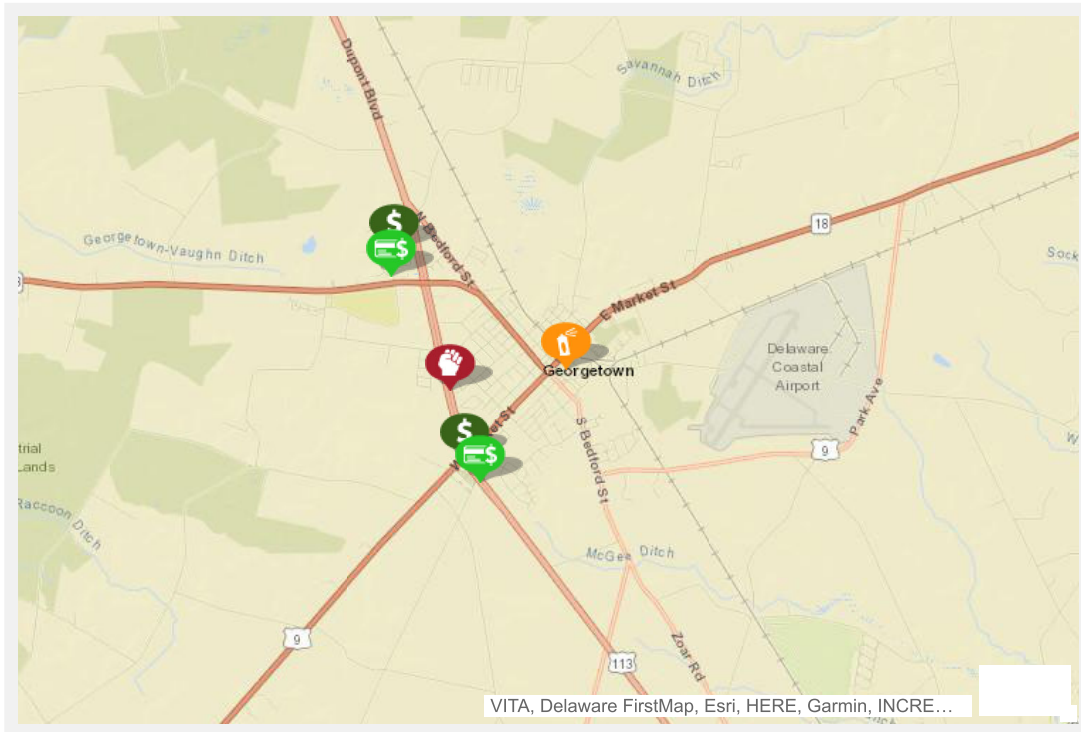 Dupont Blvd
Savannah Ditch
18
N Bedford St
Georgetown-Vaughn Ditch
Sock
E Market St
$
$
Delaware
Coastal
Airport
Georgetown
Park Ave
$
$
S Bedford St
9
trial
Lands
Raccoon Ditch
McGee Ditch
9
113
Zoar Rd
VITA, Delaware FirstMap, Esri, HERE, Garmin, INCRE…